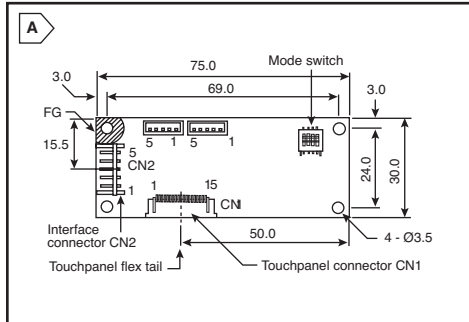 A
75.0
Mode switch
3.0
69.0
3.0
FG
15.5
5
1
5
1
5
CN2
24.0
30.0
1
1
15
CN1
Interface
connector CN2
50.0
4 - Ø3.5
Touchpanel flex tail
Touchpanel connector CN1